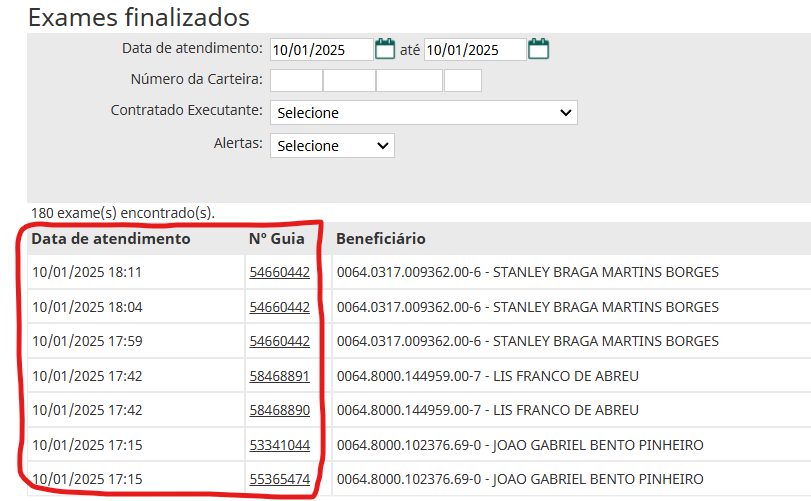 Exames finalizados
Data de atendimento: 10/01/2025 até 10/01/2025
Número da Carteira:
Contratado Executante: Selecione
Alertas: Selecione
180 exame(s) encontrado(s).
Data de atendimento Nº Guia Beneficiário
10/01/2025 18:11 54660442 0064.0317.009362.00-6 - STANLEY BRAGA MARTINS BORGES
10/01/2025 18:04 54660442 0064.0317.009362.00-6 - STANLEY BRAGA MARTINS BORGES
10/01/2025 17:59 54660442 0064.0317.009362.00-6 - STANLEY BRAGA MARTINS BORGES
10/01/2025 17:42 58468891 0064.8000.144959.00-7 - LIS FRANCO DE ABREU
10/01/2025 17:42 58468890 0064.8000.144959.00-7 - LIS FRANCO DE ABREU
10/01/2025 17:15 53341044 0064.8000.102376.69-0 - JOAO GABRIEL BENTO PINHEIRO
10/01/2025 17:15 55365474 0064.8000.102376.69-0 - JOAO GABRIEL BENTO PINHEIRO